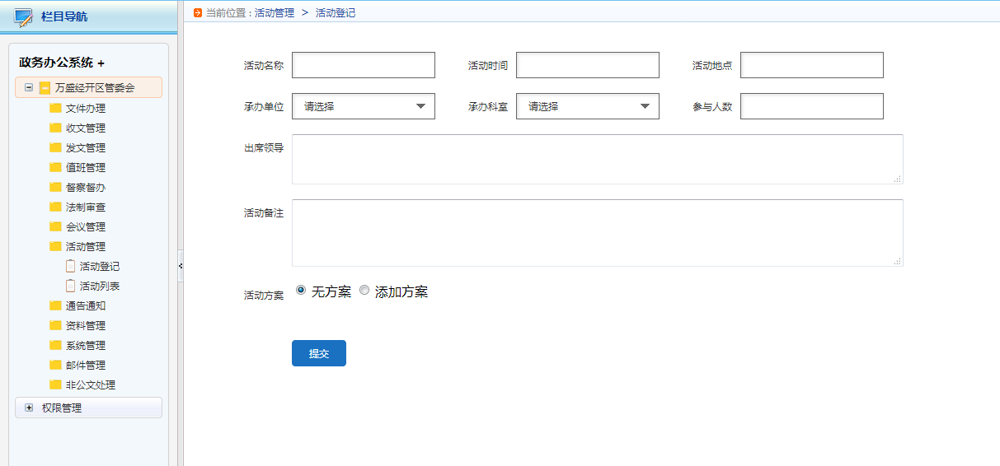 栏目导航
当前位置：活动管理 > 活动登记
政务办公系统 +
万盛经开区管委会
文件办理
收文管理
发文管理
值班管理
督察督办
法制审查
会议管理
活动管理
活动登记
活动列表
通告通知
资料管理
系统管理
邮件管理
非公文处理
权限管理
活动名称 活动时间 活动地点
承办单位 请选择 承办科室 请选择 参与人数
出席领导
活动备注
活动方案 无方案 添加方案
提交